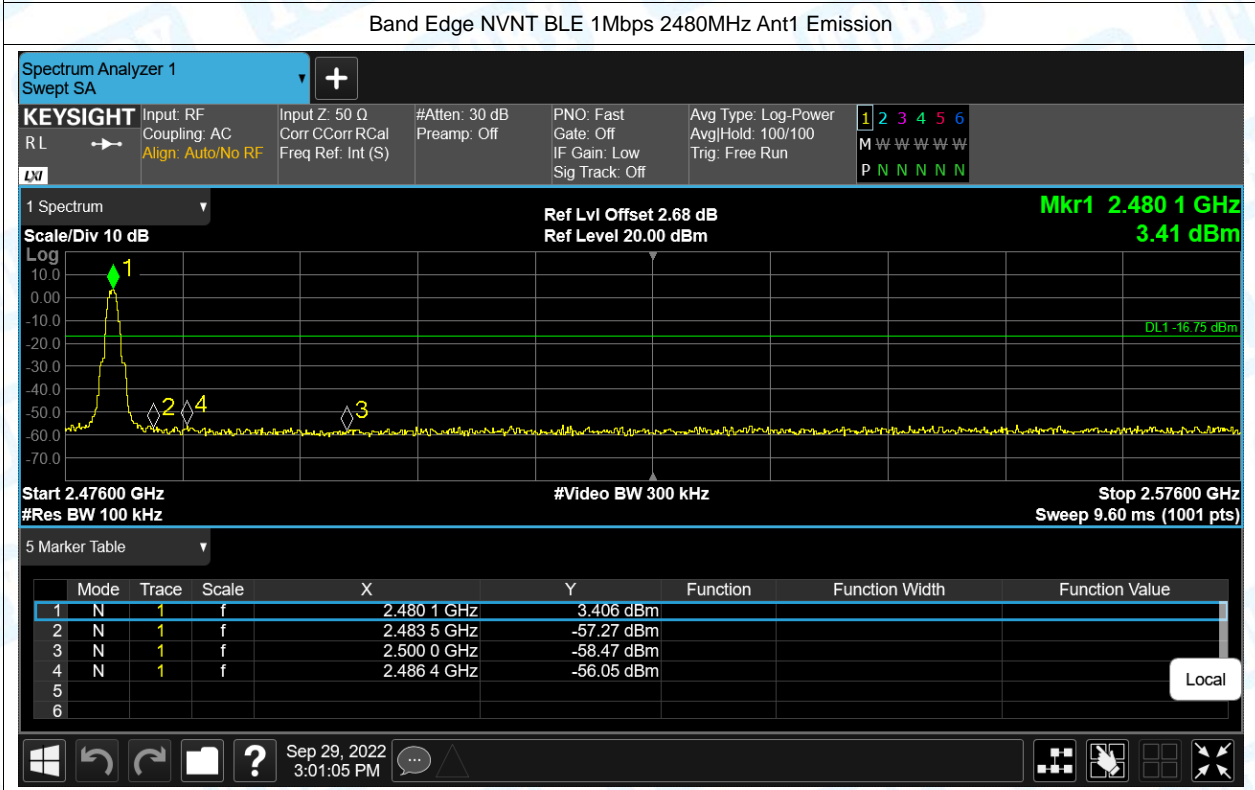 Band Edge NVNT BLE 1Mbps 2480MHz Ant1 Emission
Spectrum Analyzer 1
Swept SA
KEYSIGHT
R L
LXI
Input: RF
Coupling: AC
Align: Auto/No RF
Input Z: 50 Ω
Corr CCorr RCal
Freq Ref: Int (S)
#Atten: 30 dB
Preamp: Off
PNO: Fast
Gate: Off
IF Gain: Low
Sig Track: Off
Avg Type: Log-Power
Avg|Hold: 100/100
Trig: Free Run
1 2 3 4 5 6
M W W W W W
P N N N N N
1 Spectrum
Scale/Div 10 dB
Ref Lvl Offset 2.68 dB
Ref Level 20.00 dBm
Mkr1 2.480 1 GHz
3.41 dBm
Log
10.0
0.00
-10.0
-20.0
-30.0
-40.0
-50.0
-60.0
-70.0
1
2
4
3
DL1 -16.75 dBm
Start 2.47600 GHz
#Video BW 300 kHz
Stop 2.57600 GHz
#Res BW 100 kHz
Sweep 9.60 ms (1001 pts)
5 Marker Table
Mode Trace Scale X Y Function Function Width Function Value
1 N 1 f 2.480 1 GHz 3.406 dBm
2 N 1 f 2.483 5 GHz -57.27 dBm
3 N 1 f 2.500 0 GHz -58.47 dBm
4 N 1 f 2.486 4 GHz -56.05 dBm
5
6
Local
?
Sep 29, 2022
3:01:05 PM